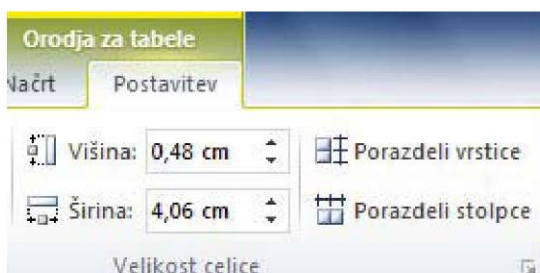 Orodja za tabele
Načrt Postavitev
Višina: 0,48 cm Porazdeli vrstice
Širina: 4,06 cm Porazdeli stolpce
Velikost celice